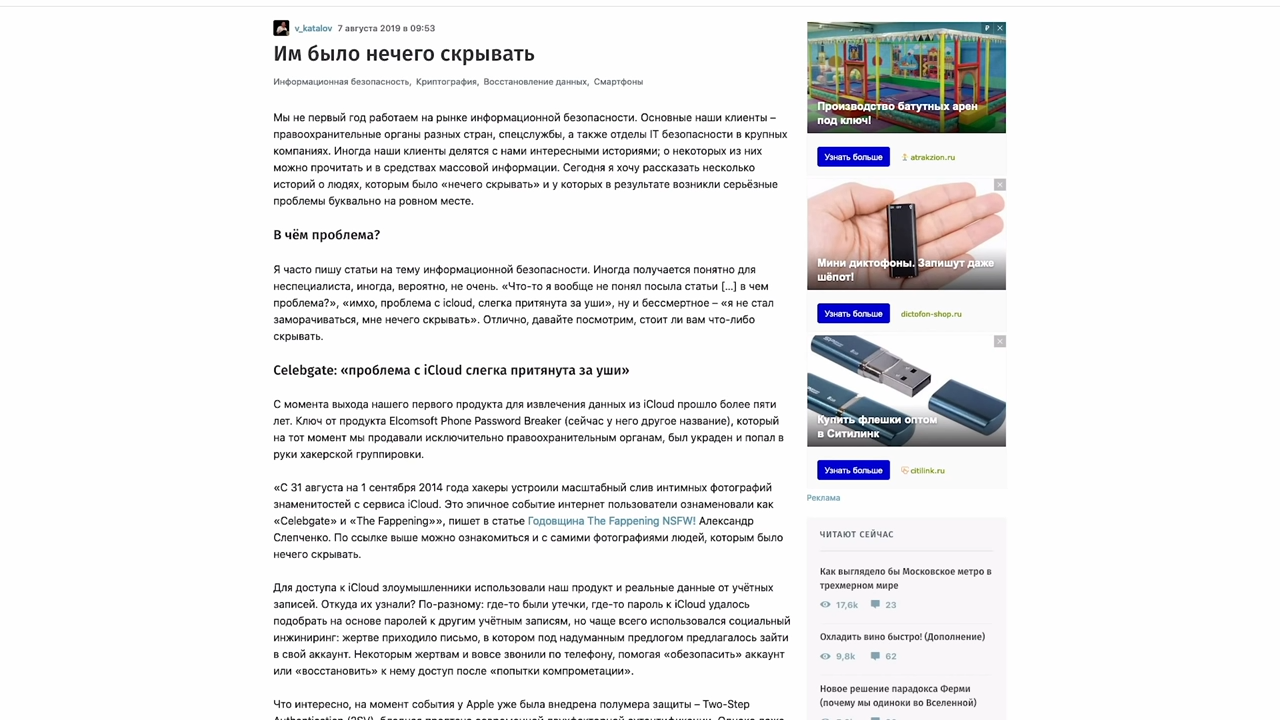 v_katalov 7 августа 2019 в 09:53
Им было нечего скрывать
Информационная безопасность, Криптография, Восстановление данных, Смартфоны
Мы не первый год работаем на рынке информационной безопасности. Основные наши клиенты –
правоохранительные органы разных стран, спецслужбы, а также отделы IT безопасности в крупных
компаниях. Иногда наши клиенты делятся с нами интересными историями; о некоторых из них
можно прочитать и в средствах массовой информации. Сегодня я хочу рассказать несколько
историй о людях, которым было «нечего скрывать» и у которых в результате возникли серьёзные
проблемы буквально на ровном месте.
В чём проблема?
Я часто пишу статьи на тему информационной безопасности. Иногда получается понятно для
неспециалиста, иногда, вероятно, не очень. «Что-то я вообще не понял посыла статьи [...] в чем
проблема?», «имхо, проблема с icloud, слегка притянута за уши», ну и бессмертное – «я не стал
заморачиваться, мне нечего скрывать». Отлично, давайте посмотрим, стоит ли вам что-либо
скрывать.
Celebgate: «проблема с iCloud слегка притянута за уши»
С момента выхода нашего первого продукта для извлечения данных из iCloud прошло более пяти
лет. Ключ от продукта Elcomsoft Phone Password Breaker (сейчас у него другое название), который
на тот момент мы продавали исключительно правоохранительным органам, был украден и попал в
руки хакерской группировки.
«С 31 августа на 1 сентября 2014 года хакеры устроили масштабный слив интимных фотографий
знаменитостей с сервиса iCloud. Это эпичное событие интернет пользователи ознаменовали как
«Celebgate» и «The Fappening»», пишет в статье Годовщина The Fappening NSFW! Александр
Слепченко. По ссылке выше можно ознакомиться и с самими фотографиями людей, которым было
нечего скрывать.
Для доступа к iCloud злоумышленники использовали наш продукт и реальные данные от учётных
записей. Откуда их узнали? По-разному: где-то были утечки, где-то пароль к iCloud удалось
подобрать на основе паролей к другим учётным записям, но чаще всего использовался социальный
инжиниринг: жертве приходило письмо, в котором под надуманным предлогом предлагалось зайти
в свой аккаунт. Некоторым жертвам и вовсе звонили по телефону, помогая «обезопасить» аккаунт
или «восстановить» к нему доступ после «попытки компрометации».
Что интересно, на момент события у Apple уже была внедрена полумера защиты – Two-Step
Производство батутных арен
под ключ!
Узнать больше atrakzion.ru
Мини диктофоны. Запишут даже
шёпот!
Узнать больше dictofon-shop.ru
Купить флешки оптом
в Ситилинк
Узнать больше citilink.ru
Реклама
ЧИТАЮТ СЕЙЧАС
Как выглядело бы Московское метро в
трехмерном мире
17,6k 23
Охладить вино быстро! (Дополнение)
9,8k 62
Новое решение парадокса Ферми
(почему мы одиноки во Вселенной)